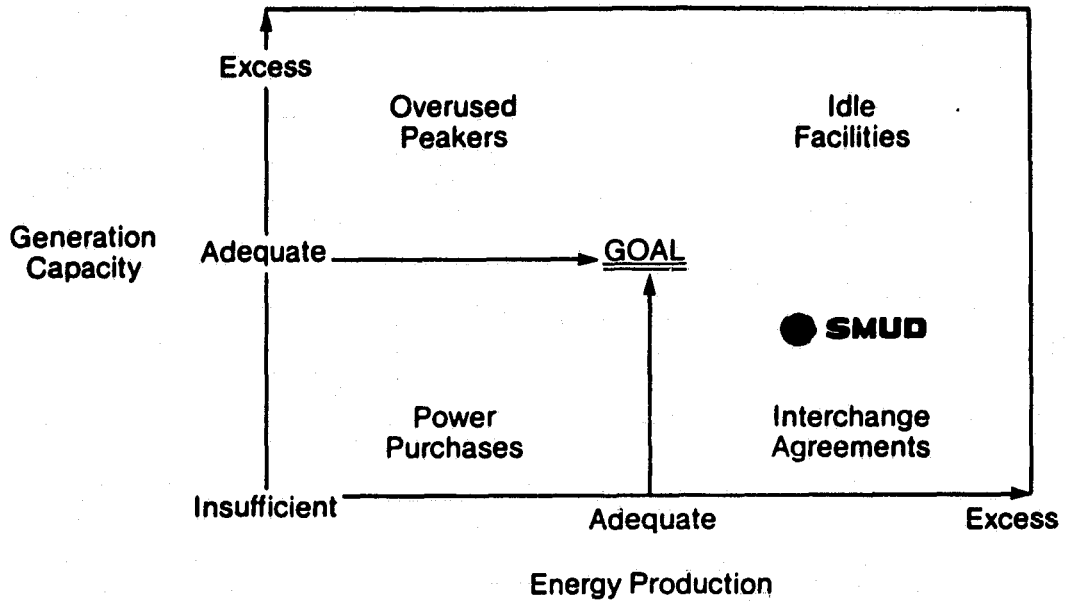 Excess
Overused
Peakers
Idle
Facilities
Generation
Capacity
Adequate
GOAL
SMUD
Power
Purchases
Interchange
Agreements
Insufficient
Adequate
Excess
Energy Production